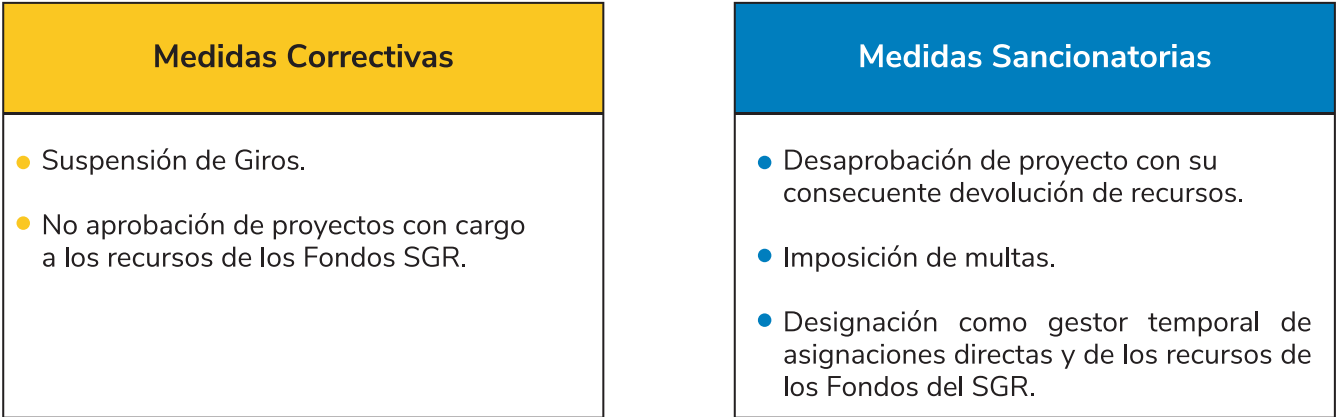 Medidas Correctivas
Suspensión de Giros.
No aprobación de proyectos con cargo
a los recursos de los Fondos SGR.
Medidas Sancionatorias
Desaprobación de proyecto con su
consecuente devolución de recursos.
Imposición de multas.
Designación como gestor temporal de
asignaciones directas y de los recursos de
los Fondos del SGR.